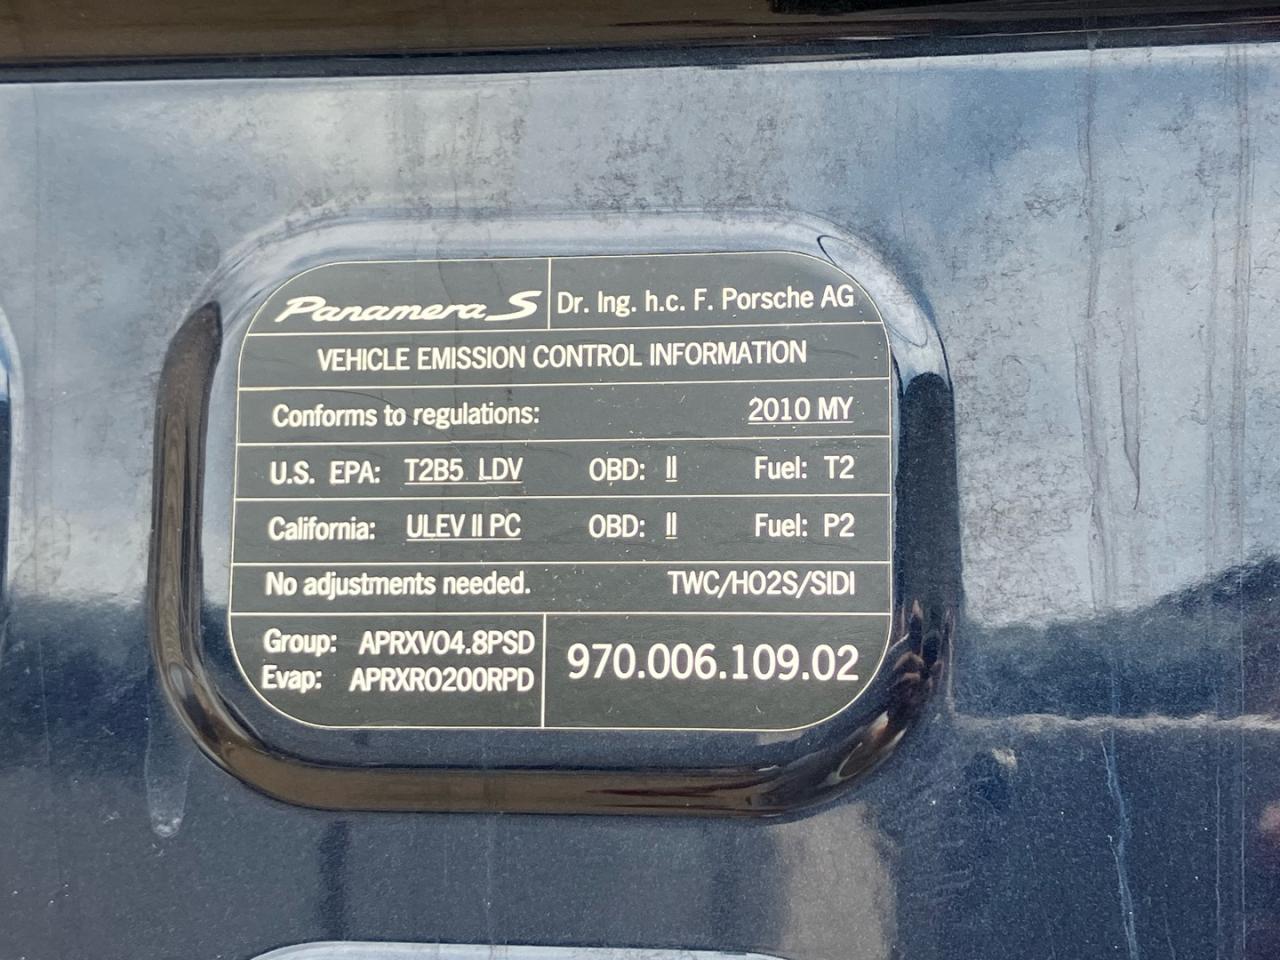 Panamera S Dr. Ing. h.c. F. Porsche AG
VEHICLE EMISSION CONTROL INFORMATION
Conforms to regulations: 2010 MY
U.S. EPA: T2B5 LDV OBD: II Fuel: T2
California: ULEV II PC OBD: II Fuel: P2
No adjustments needed. TWC/HO2S/SIDI
Group: APRXV04.8PSD
Evap: APRXR0200RPD
970.006.109.02